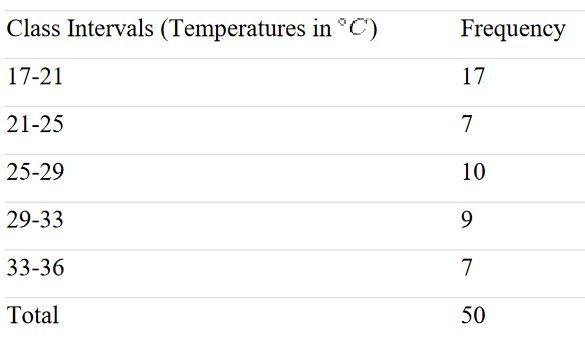 Class Intervals (Temperatures in °C) Frequency
17-21 17
21-25 7
25-29 10
29-33 9
33-36 7
Total 50